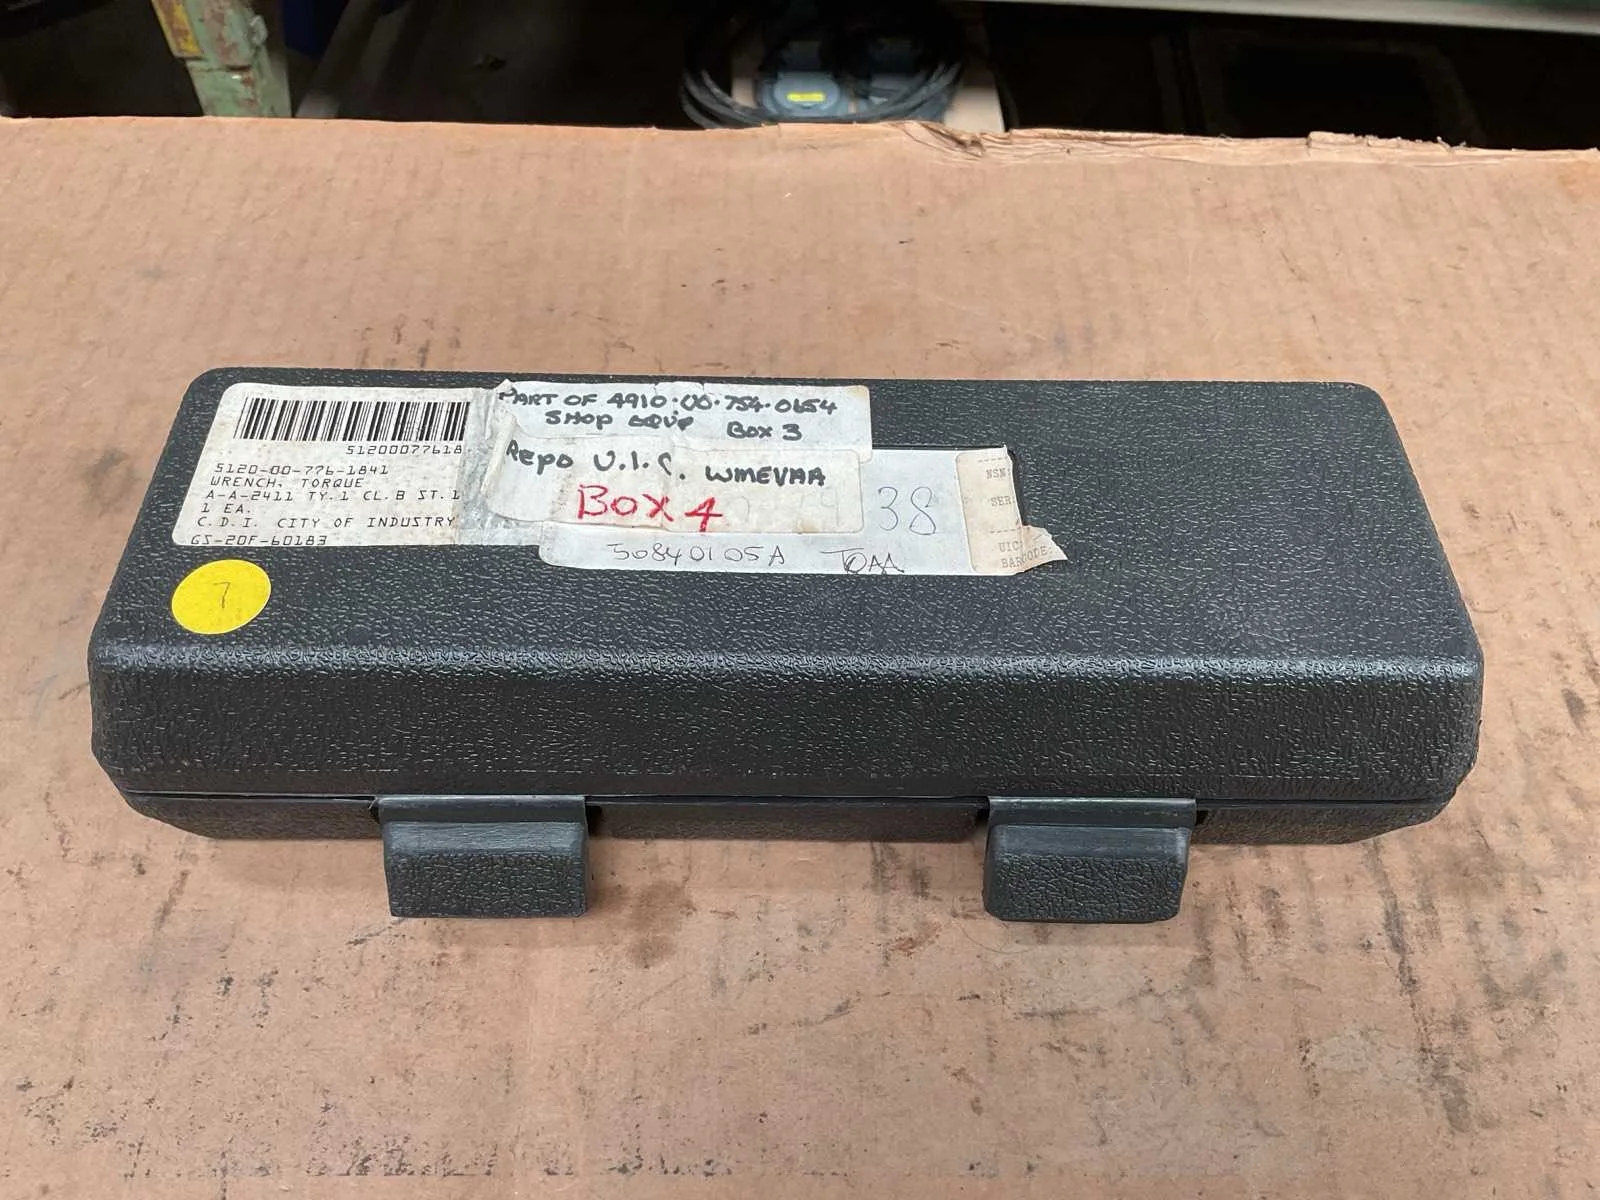 51200077618
5120-00-776-1841
WRENCH, TORQUE
A-A-2411 TY.1 CL.B ST.1
1 EA.
C.D.I. CITY OF INDUSTRY
GS-20F-60183
7
PART OF 4910.00.754.0654
SHOP EQUIP BOX 3
Repo U.I.C. WMEVAA
BOX 4
38
50840105A
NSN:
SER:
UIC:
BARCODE: